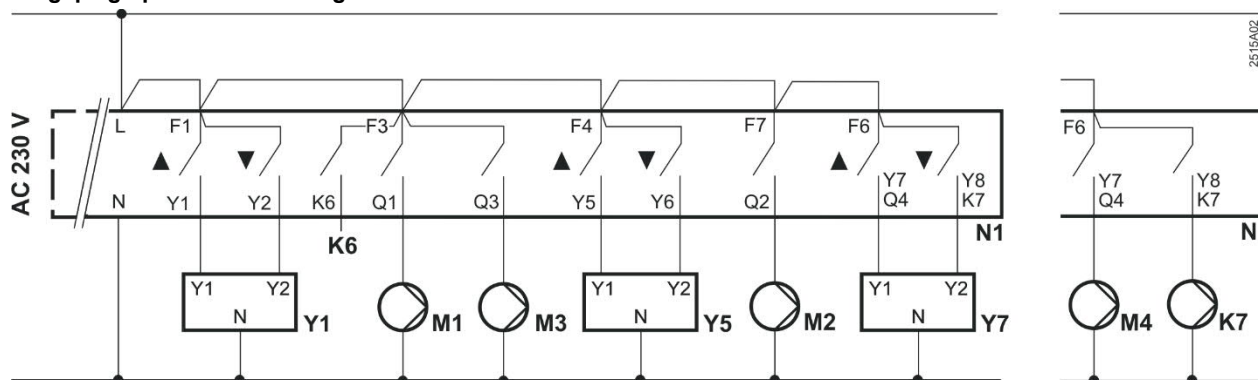 2515A02
AC 230 V
L F1 F3 F4 F7 F6 F6
▲ ▼ ▲ ▼ ▲ ▼
Y7 Y8 Y7 Y8
N Y1 Y2 K6 Q1 Q3 Y5 Y6 Q2 Q4 K7 Q4 K7
K6 N1 N
Y1 Y2 Y1 Y2 Y1 Y2
N Y1 M1 M3 N Y5 M2 N Y7 M4 K7